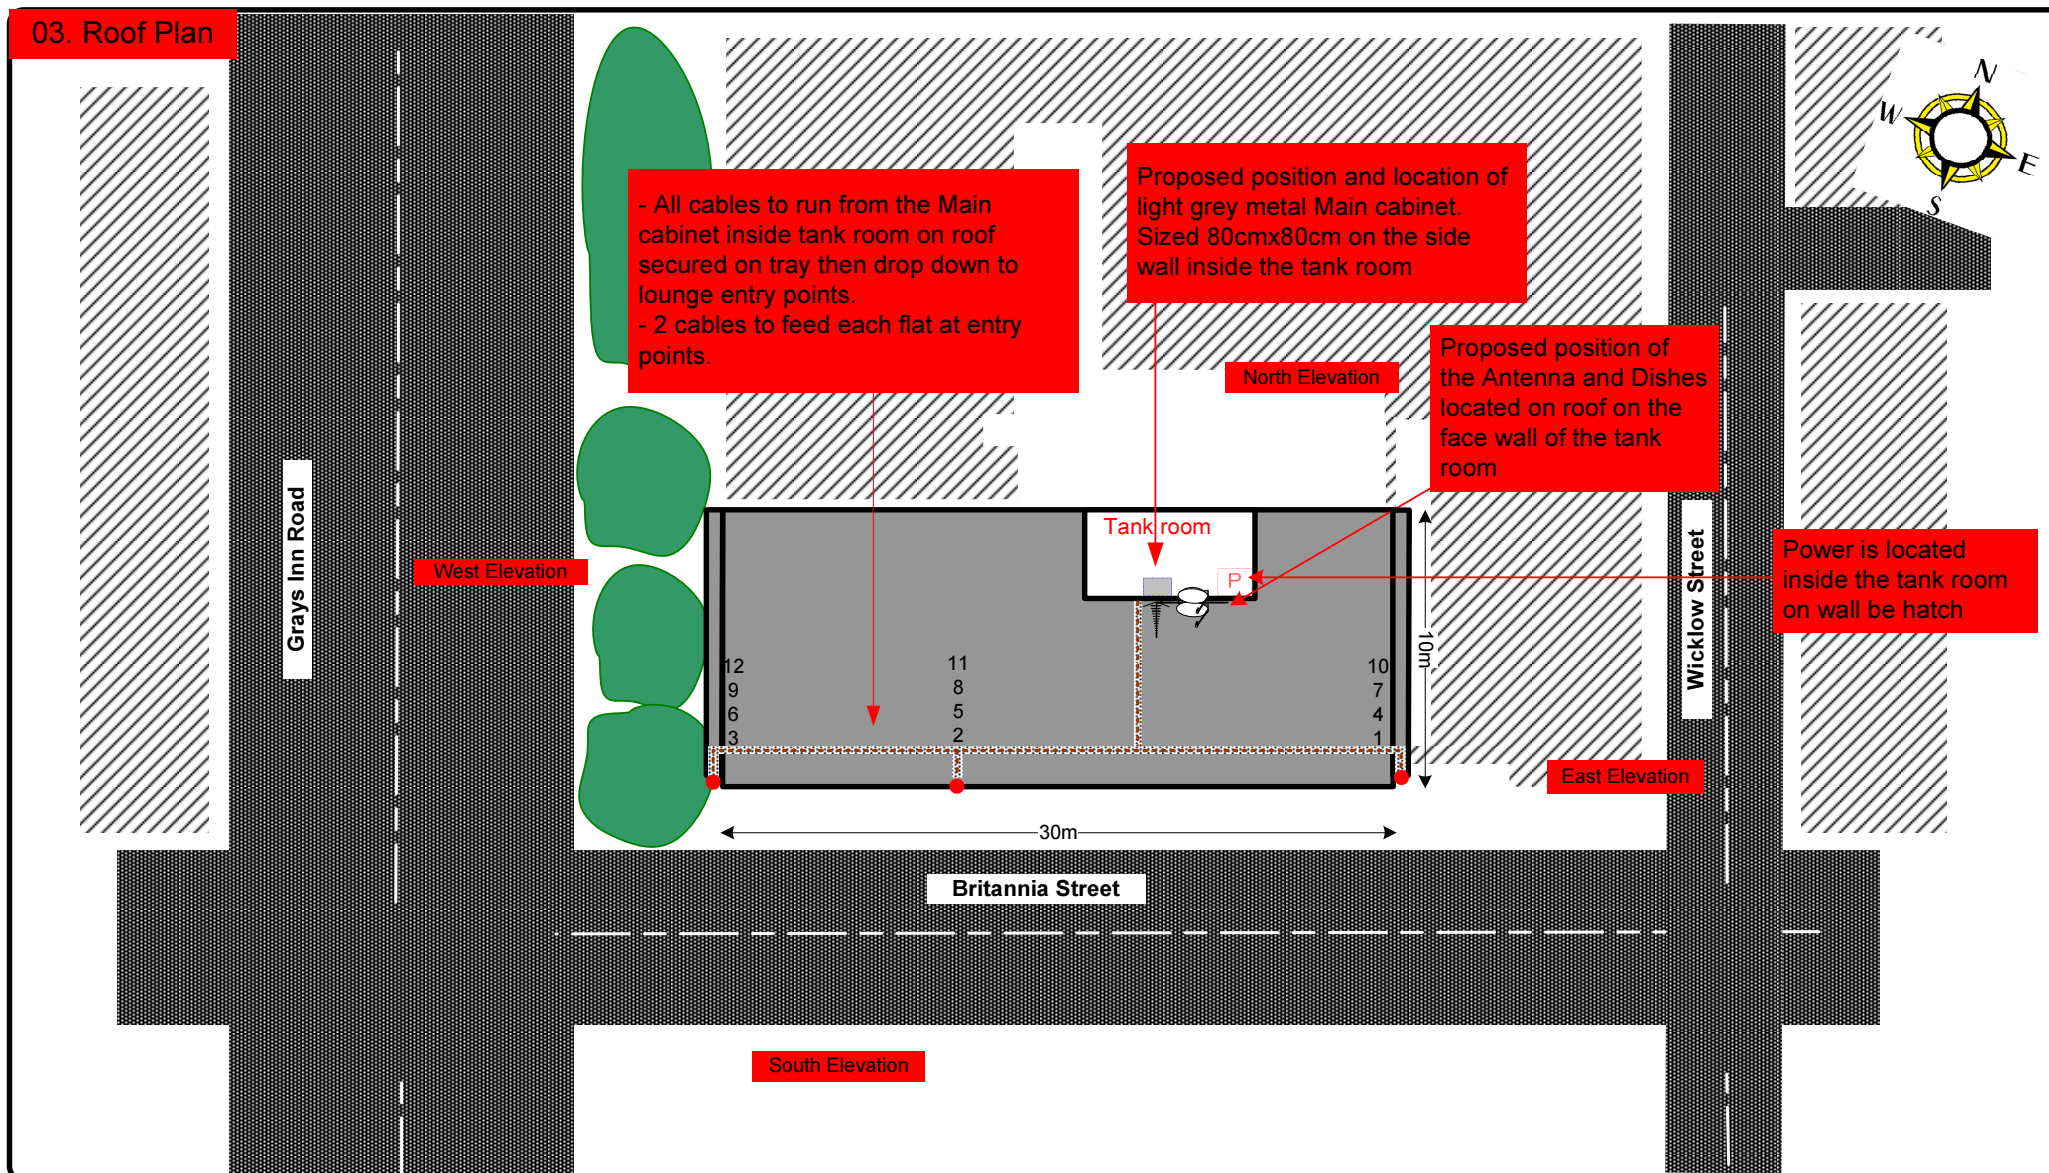 03. Roof Plan
N
W
E
S
- All cables to run from the Main
cabinet inside tank room on roof
secured on tray then drop down to
lounge entry points.
- 2 cables to feed each flat at entry
points.
Proposed position and location of
light grey metal Main cabinet.
Sized 80cmx80cm on the side
wall inside the tank room
North Elevation
Proposed position of
the Antenna and Dishes
located on roof on the
face wall of the tank
room
Grays Inn Road
West Elevation
Tank room
P
Power is located
inside the tank room
on wall be hatch
Wicklow Street
10m
12
9
6
3
11
8
5
2
10
7
4
1
East Elevation
30m
Britannia Street
South Elevation